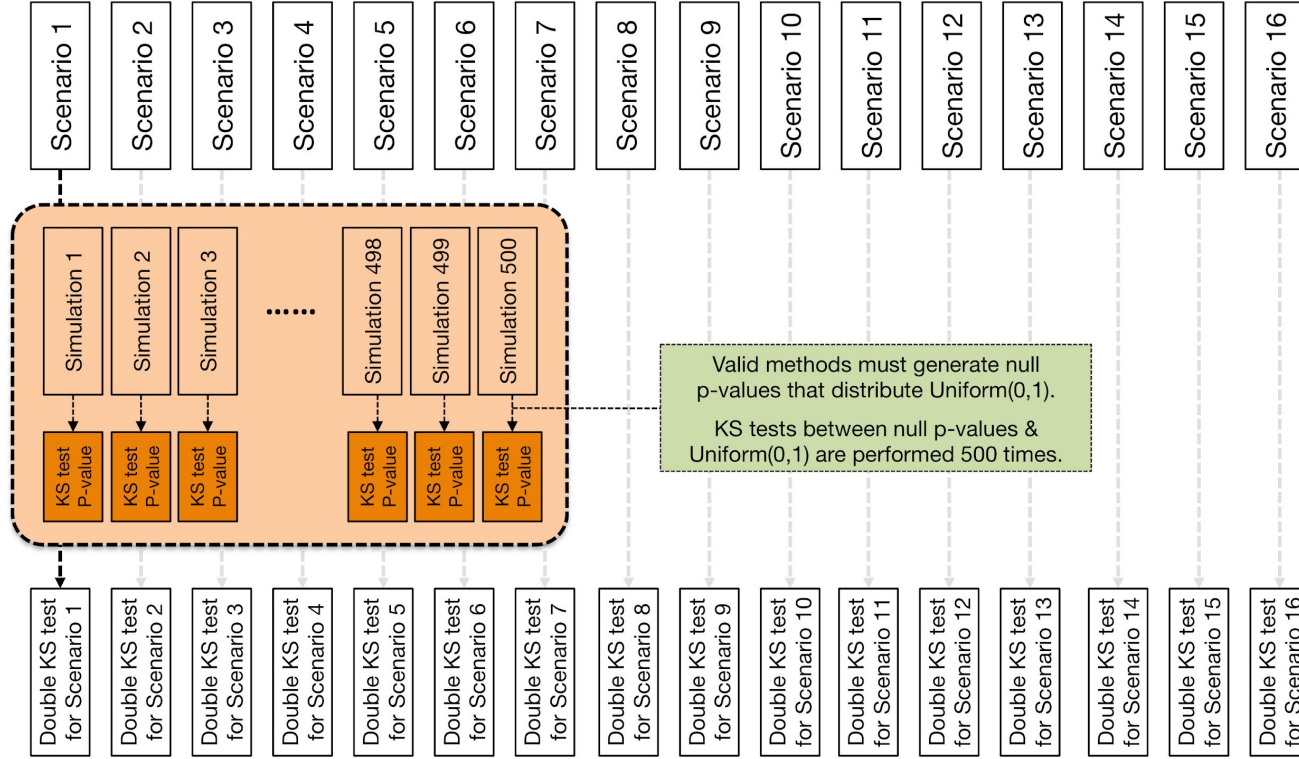 Scenario 1
Scenario 2
Scenario 3
Scenario 4
Scenario 5
Scenario 6
Scenario 7
Scenario 8
Scenario 9
Scenario 10
Scenario 11
Scenario 12
Scenario 13
Scenario 14
Scenario 15
Scenario 16
Simulation 1
Simulation 2
Simulation 3
......
Simulation 498
Simulation 499
Simulation 500
Valid methods must generate null
p-values that distribute Uniform(0,1).
KS tests between null p-values &
Uniform(0,1) are performed 500 times.
KS test
P-value
KS test
P-value
KS test
P-value
KS test
P-value
KS test
P-value
KS test
P-value
Double KS test
for Scenario 1
Double KS test
for Scenario 2
Double KS test
for Scenario 3
Double KS test
for Scenario 4
Double KS test
for Scenario 5
Double KS test
for Scenario 6
Double KS test
for Scenario 7
Double KS test
for Scenario 8
Double KS test
for Scenario 9
Double KS test
for Scenario 10
Double KS test
for Scenario 11
Double KS test
for Scenario 12
Double KS test
for Scenario 13
Double KS test
for Scenario 14
Double KS test
for Scenario 15
Double KS test
for Scenario 16